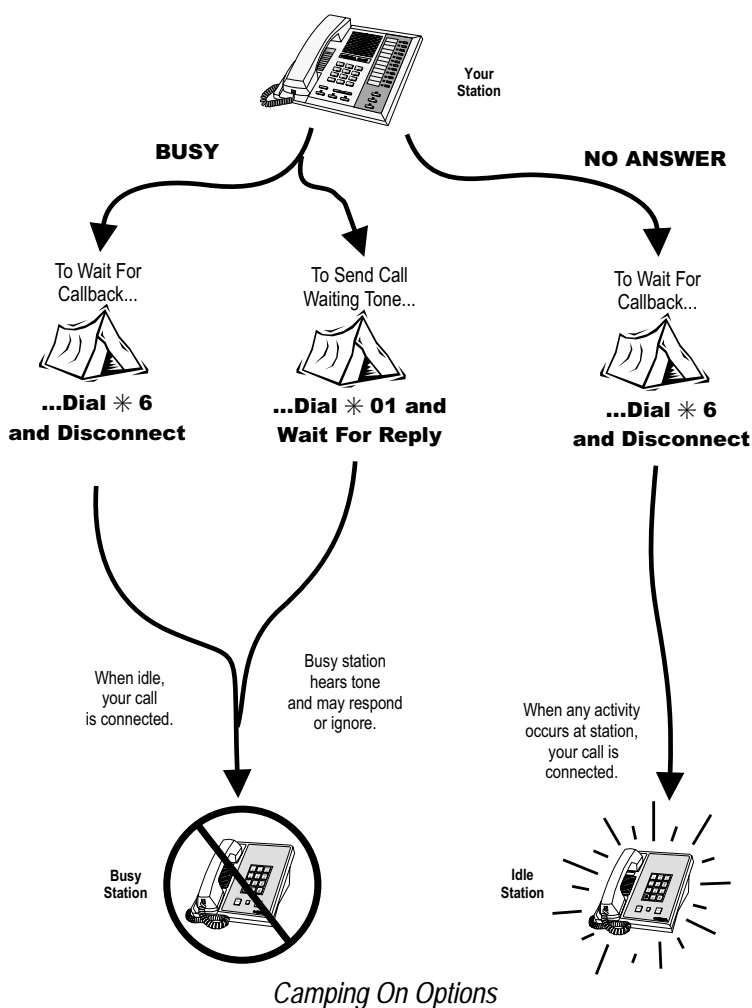 Your
Station
BUSY
NO ANSWER
To Wait For
Callback...
...Dial ✳ 6
and Disconnect
To Send Call
Waiting Tone...
...Dial ✳ 01 and
Wait For Reply
To Wait For
Callback...
...Dial ✳ 6
and Disconnect
When idle,
your call
is connected.
Busy station
hears tone
and may respond
or ignore.
When any activity
occurs at station,
your call is
connected.
Busy
Station
Idle
Station
Camping On Options